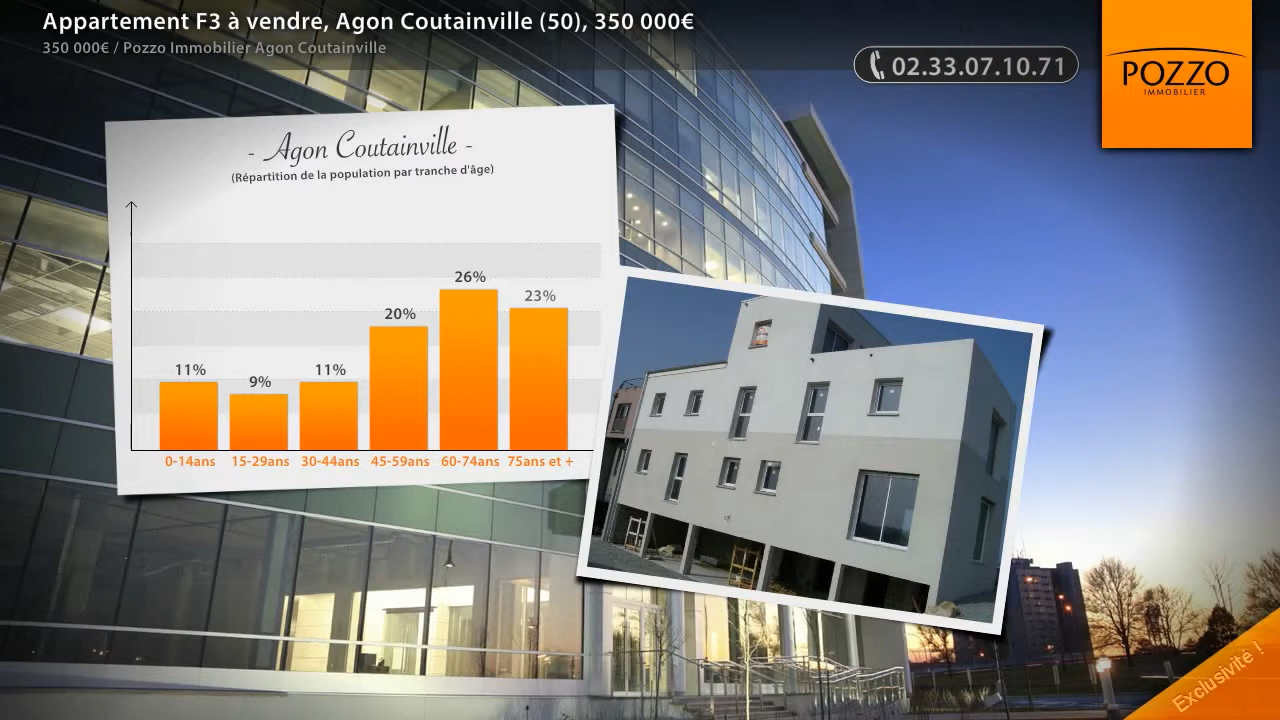 Appartement F3 à vendre, Agon Coutainville (50), 350 000€
350 000€ / Pozzo Immobilier Agon Coutainville
02.33.07.10.71
POZZO
IMMOBILIER
- Agon Coutainville -
(Répartition de la population par tranche d'âge)
11% 9% 11% 20% 26% 23%
0-14ans 15-29ans 30-44ans 45-59ans 60-74ans 75ans et +
Exclusivité !